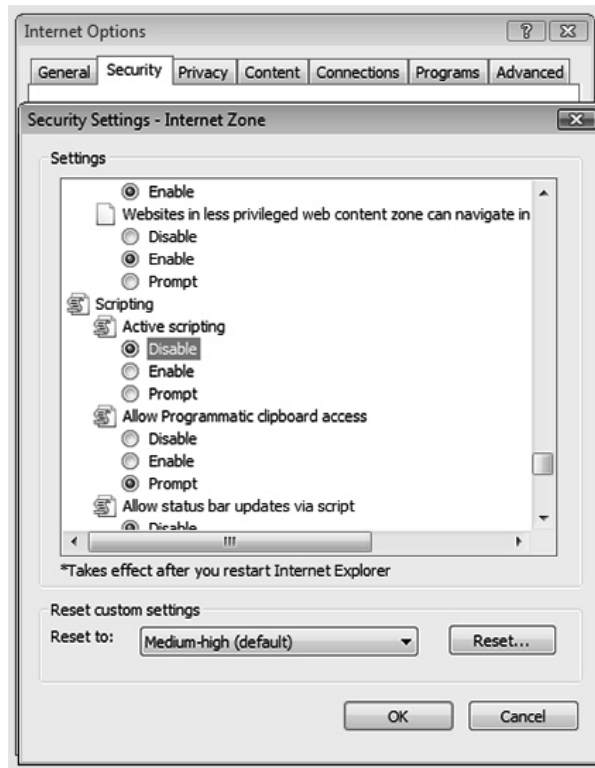 Internet Options
General Security Privacy Content Connections Programs Advanced
Security Settings - Internet Zone
Settings
Enable
Websites in less privileged web content zone can navigate in
Disable
Enable
Prompt
Scripting
Active scripting
Disable
Enable
Prompt
Allow Programmatic clipboard access
Disable
Enable
Prompt
Allow status bar updates via script
Disable
*Takes effect after you restart Internet Explorer
Reset custom settings
Reset to: Medium-high (default) Reset...
OK Cancel